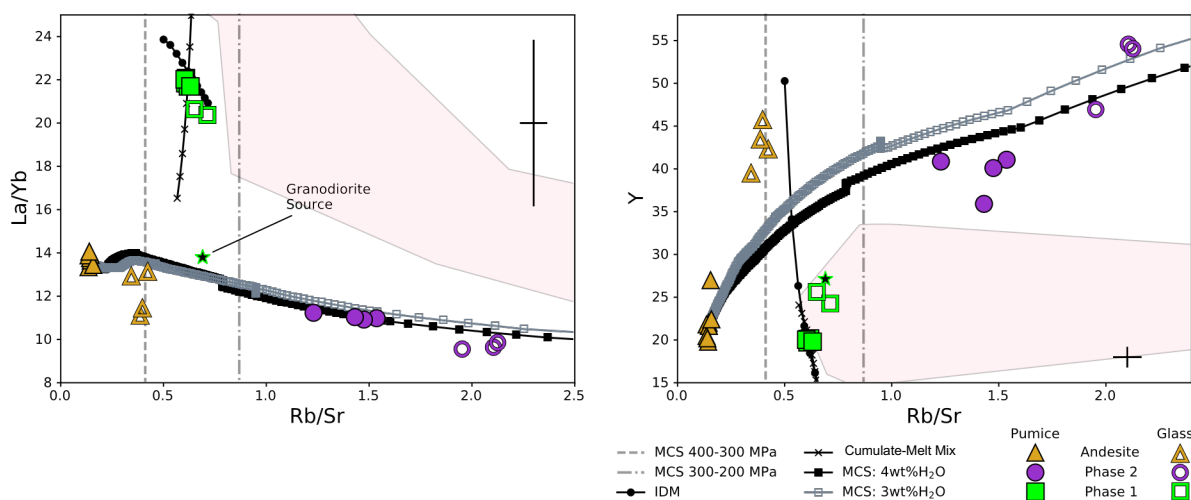 24
22
20
18
16
14
12
10
8
La/Yb
Granodiorite
Source
0.0
0.5
1.0
1.5
2.0
2.5
Rb/Sr
55
50
45
40
35
30
25
20
15
Y
0.0
0.5
1.0
1.5
2.0
Rb/Sr
MCS 400-300 MPa
MCS 300-200 MPa
IDM
Cumulate-Melt Mix
MCS: 4wt%H₂O
MCS: 3wt%H₂O
Pumice
Glass
Andesite
Phase 2
Phase 1